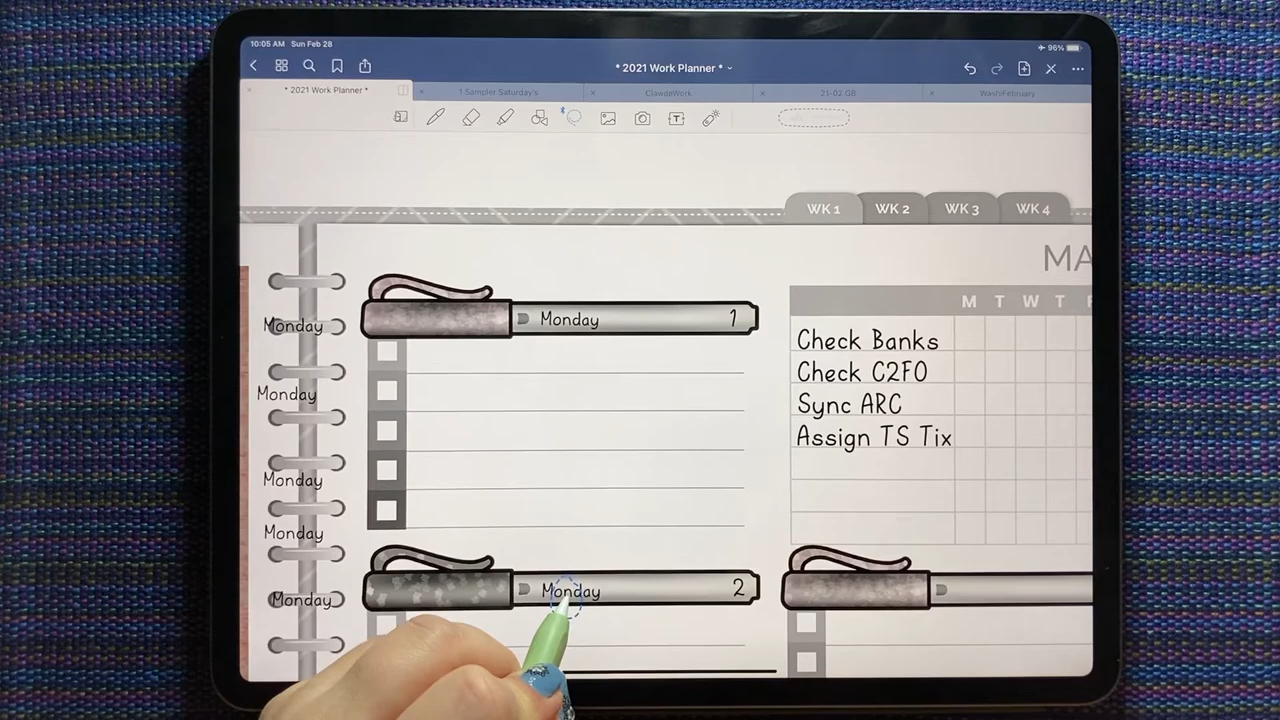 10:05 AM Sun Feb 28
96%
* 2021 Work Planner *
* 2021 Work Planner *
1 Sampler Saturday's
ClawdeWork
21-02 GB
WashiFebruary
T
WK 1 WK 2 WK 3 WK 4
MA
M T W T F
Monday
Monday 1
Check Banks
Check C2FO
Sync ARC
Assign TS Tix
Monday
Monday
Monday
Monday
Monday 2